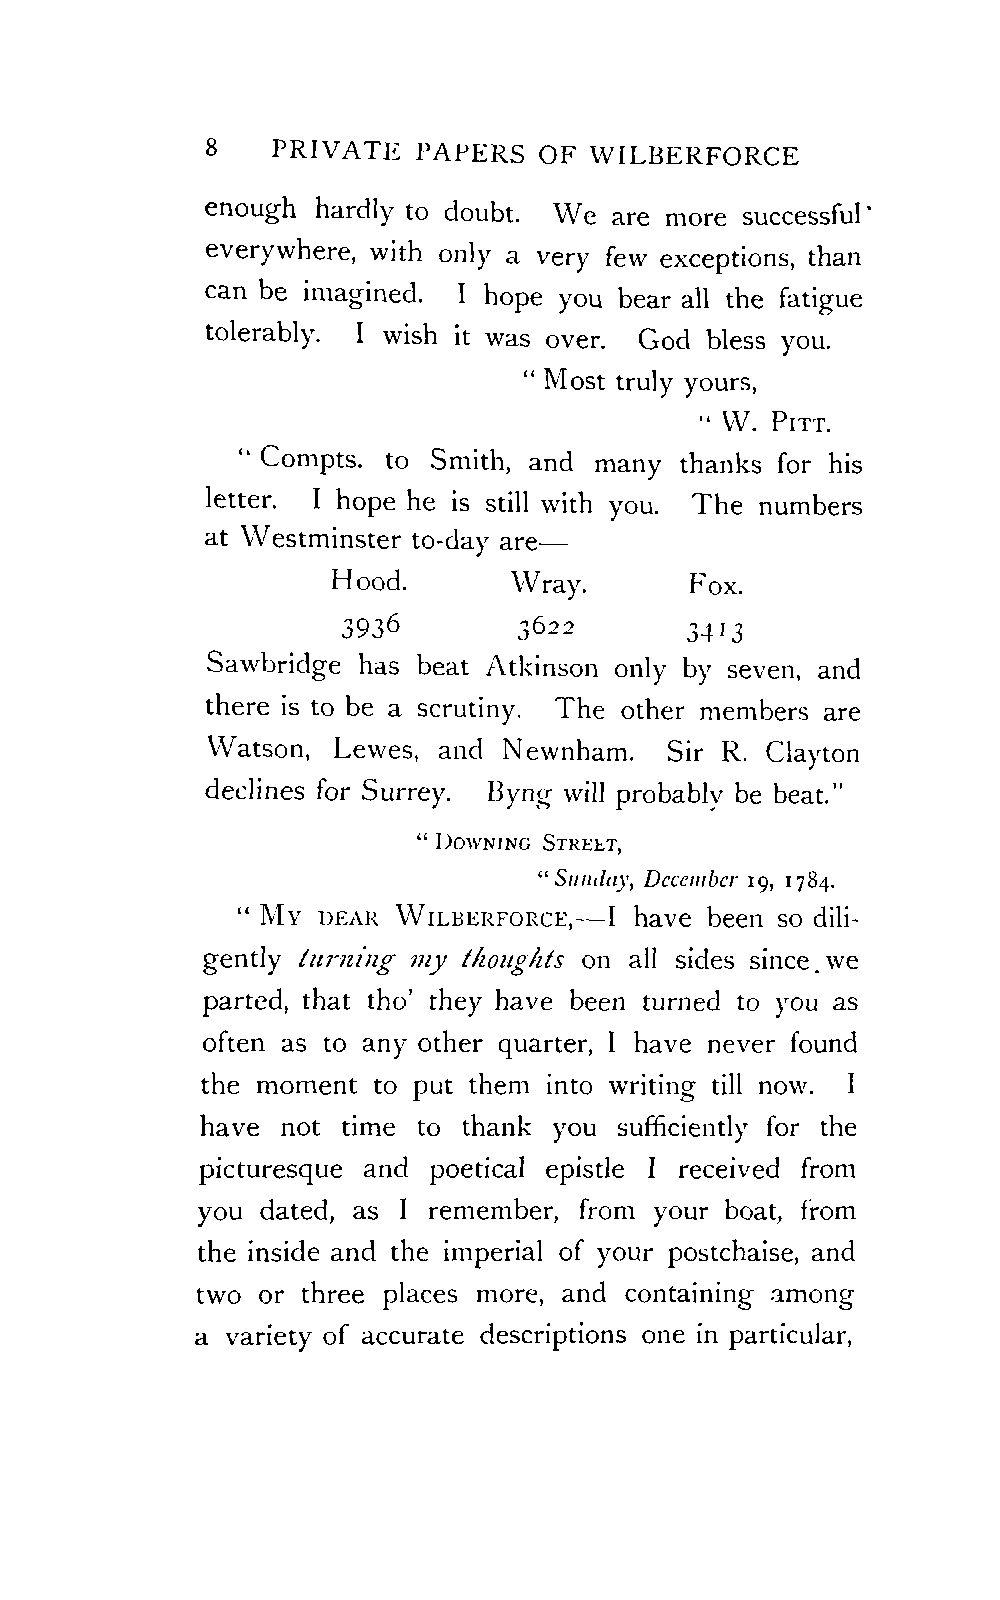 8 PRIVATE PAPERS OF WILBERFORCE
enough hardly to doubt. We are more successful
everywhere, with only a very few exceptions, than
can be imagined. I hope you bear all the fatigue
tolerably. I wish it was over. God bless you.
" Most truly yours,
" W. PITT.
" Compts. to Smith, and many thanks for his
letter. I hope he is still with you. The numbers
at Westminster to-day are—
Hood. Wray. Fox.
3936 3622 3413
Sawbridge has beat Atkinson only by seven, and
there is to be a scrutiny. The other members are
Watson, Lewes, and Newnham. Sir R. Clayton
declines for Surrey. Byng will probably be beat."
" DOWNING STREET,
" Sunday, December 19, 1784.
" MY DEAR WILBERFORCE,—I have been so dili-
gently turning my thoughts on all sides since we
parted, that tho' they have been turned to you as
often as to any other quarter, I have never found
the moment to put them into writing till now. I
have not time to thank you sufficiently for the
picturesque and poetical epistle I received from
you dated, as I remember, from your boat, from
the inside and the imperial of your postchaise, and
two or three places more, and containing among
a variety of accurate descriptions one in particular,